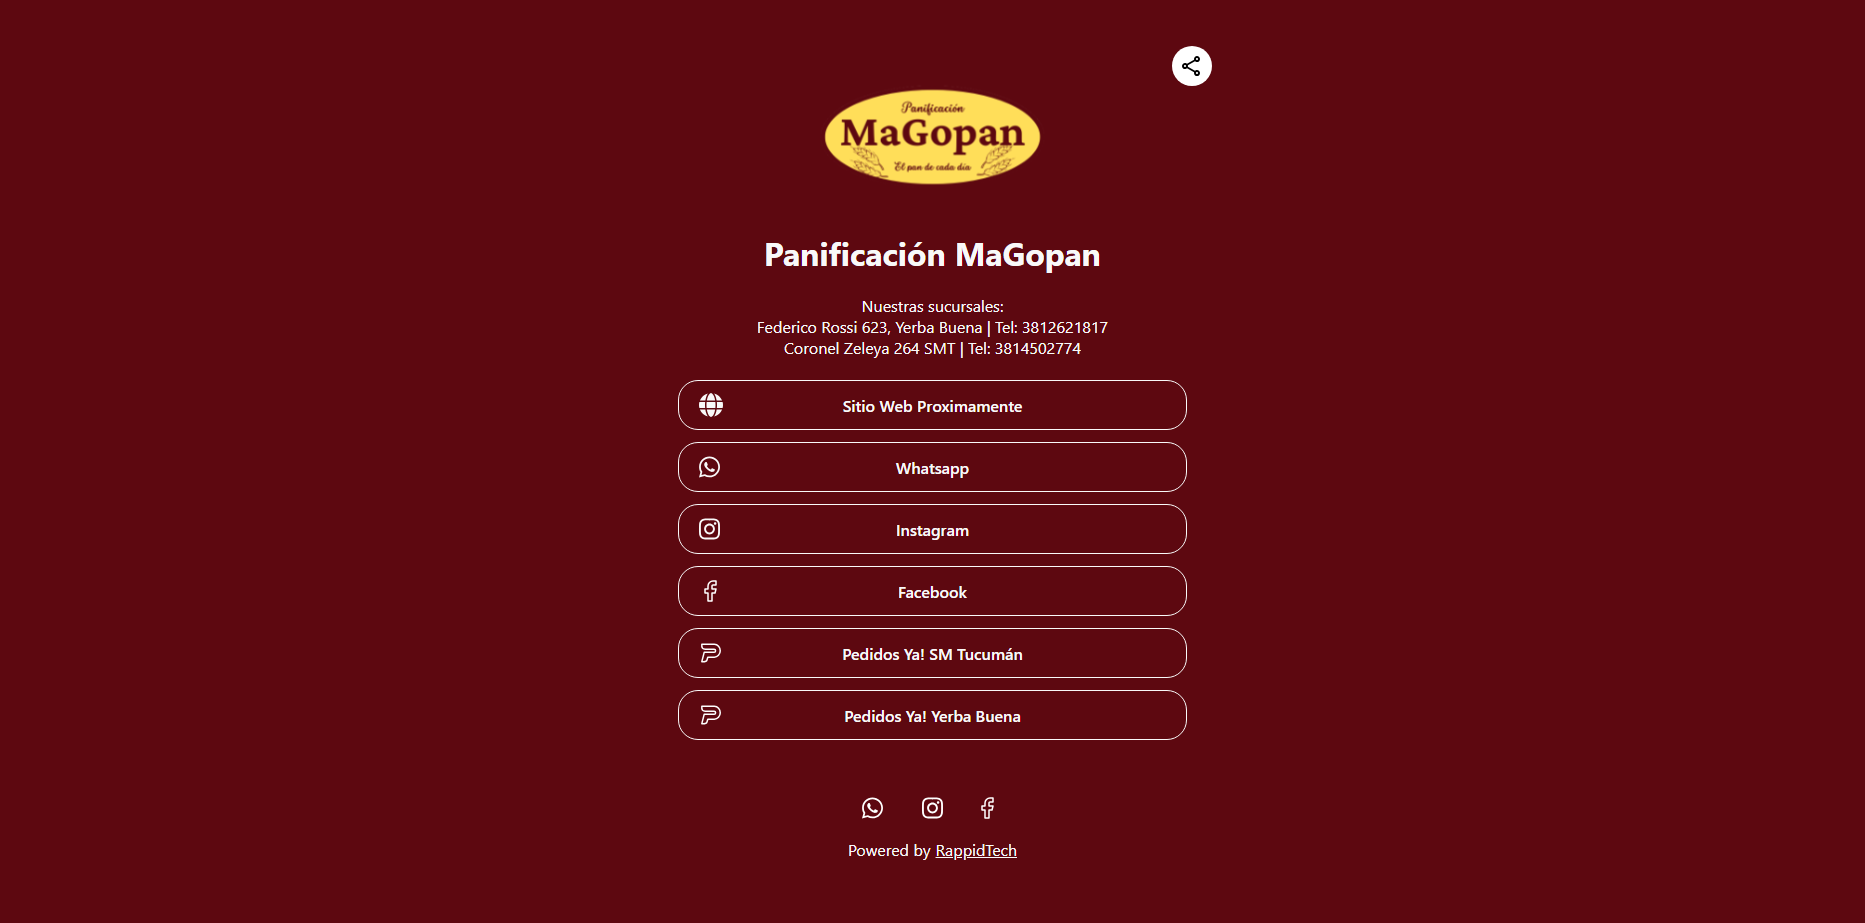 Panificación
MaGopan
El pan de cada día
Panificación MaGopan
Nuestras sucursales:
Federico Rossi 623, Yerba Buena | Tel: 3812621817
Coronel Zeleya 264 SMT | Tel: 3814502774
Sitio Web Proximamente
Whatsapp
Instagram
Facebook
Pedidos Ya! SM Tucumán
Pedidos Ya! Yerba Buena
Powered by RappidTech